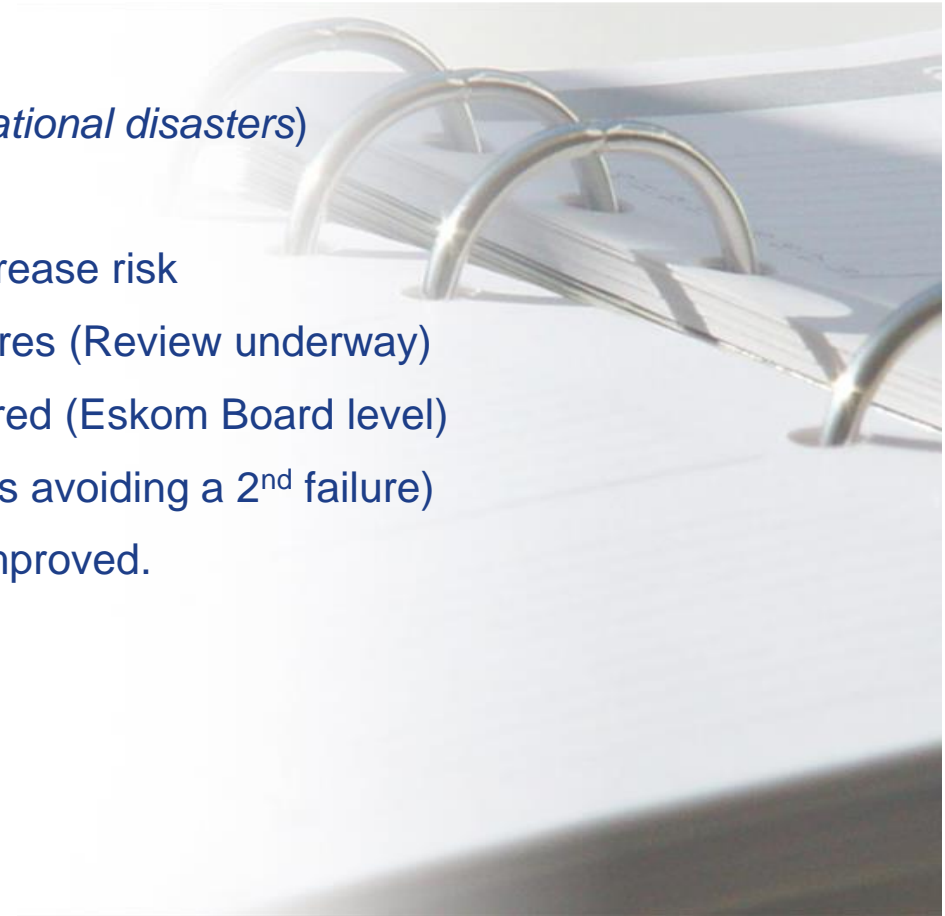 ational disasters)
rease risk
res (Review underway)
red (Eskom Board level)
s avoiding a 2nd failure)
nproved.